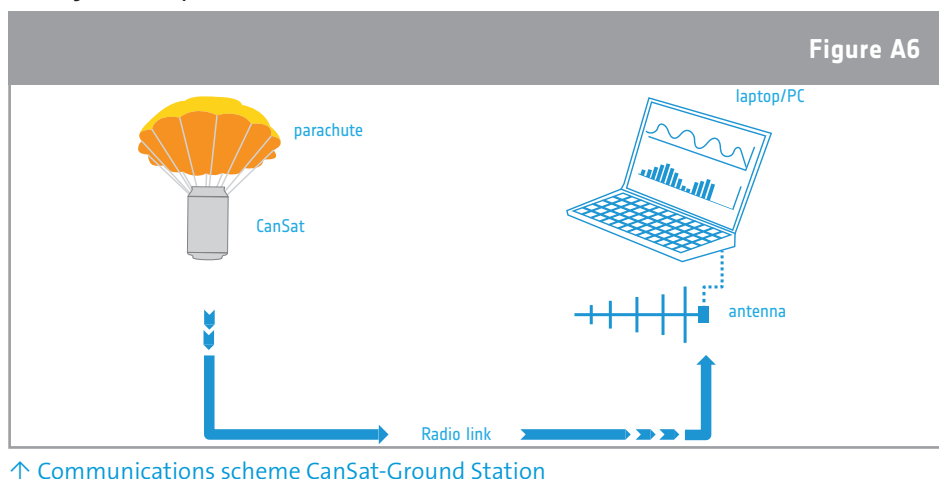 Figure A6
laptop/PC
parachute
CanSat
antenna
Radio link
↑ Communications scheme CanSat-Ground Station